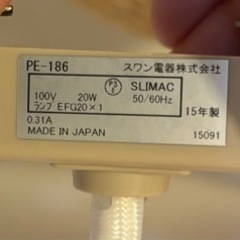 PE-186 スワン電器株式会社
100V 20W PSE SLIMAC
ランプ EFG20×1 50/60Hz
0.31A 15年製
MADE IN JAPAN 15091